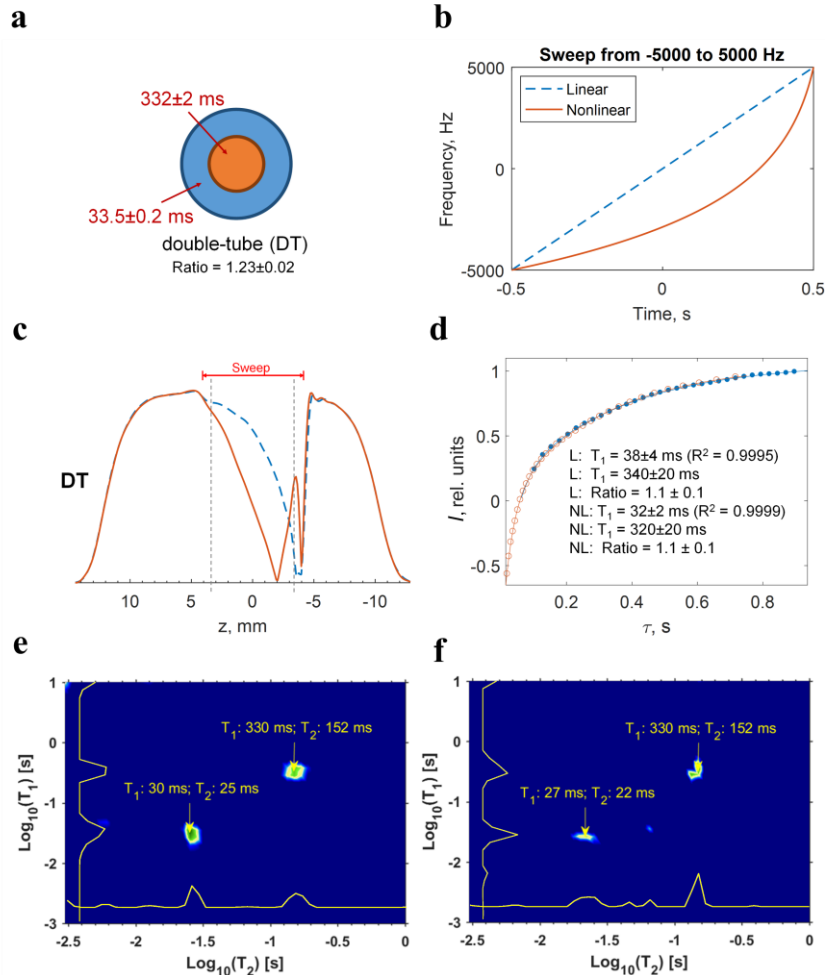 a
332±2 ms
33.5±0.2 ms
double-tube (DT)
Ratio = 1.23±0.02
b
Sweep from -5000 to 5000 Hz
Linear
Nonlinear
Frequency, Hz
5000
0
-5000
-0.5
0
0.5
Time, s
c
Sweep
DT
10
5
0
-5
-10
z, mm
d
I, rel. units
1
0.5
0
-0.5
L: T₁ = 38±4 ms (R² = 0.9995)
L: T₁ = 340±20 ms
L: Ratio = 1.1 ± 0.1
NL: T₁ = 32±2 ms (R² = 0.9999)
NL: T₁ = 320±20 ms
NL: Ratio = 1.1 ± 0.1
0.2
0.4
0.6
0.8
τ, s
e
Log₁₀(T₁) [s]
1
0
-1
-2
-3
T₁: 330 ms; T₂: 152 ms
T₁: 30 ms; T₂: 25 ms
-2.5
-2
-1.5
-1
-0.5
0
Log₁₀(T₂) [s]
f
Log₁₀(T₁) [s]
1
0
-1
-2
-3
T₁: 330 ms; T₂: 152 ms
T₁: 27 ms; T₂: 22 ms
-2.5
-2
-1.5
-1
-0.5
0
Log₁₀(T₂) [s]